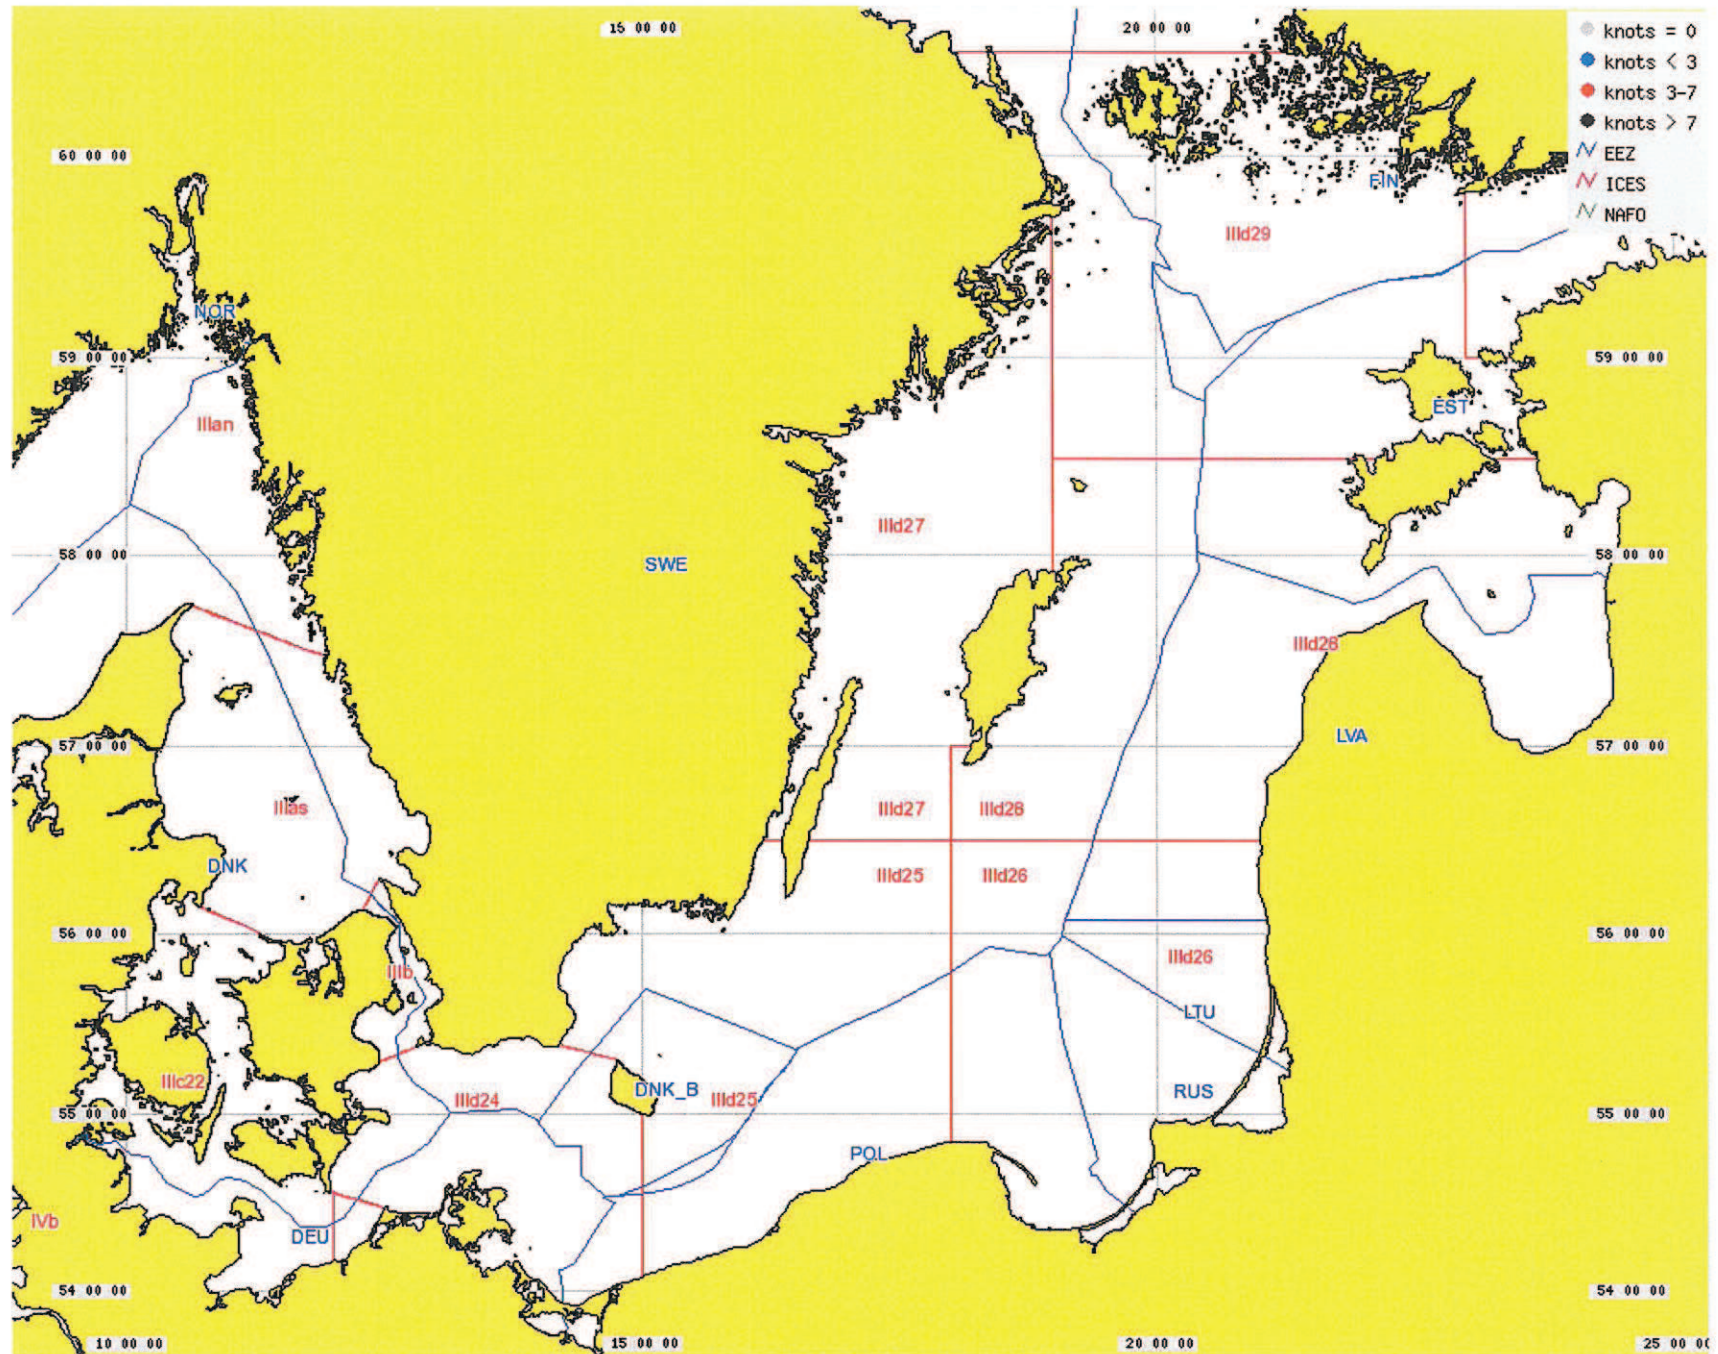 15 00 00
20 00 00
knots = 0
knots < 3
knots 3-7
knots > 7
EEZ
ICES
NAFO
60 00 00
FIN
IIId29
NOR
59 00 00
59 00 00
EST
IIIan
IIId27
58 00 00
SWE
58 00 00
IIId28
57 00 00
LVA
57 00 00
IIIas
IIId27
IIId28
DNK
IIId25
IIId26
56 00 00
56 00 00
IIIb
IIId26
LTU
IIIc22
DNK_B
RUS
IIId24
IIId25
55 00 00
55 00 00
POL
IVb
DEU
54 00 00
54 00 00
10 00 00
15 00 00
20 00 00
25 00 00